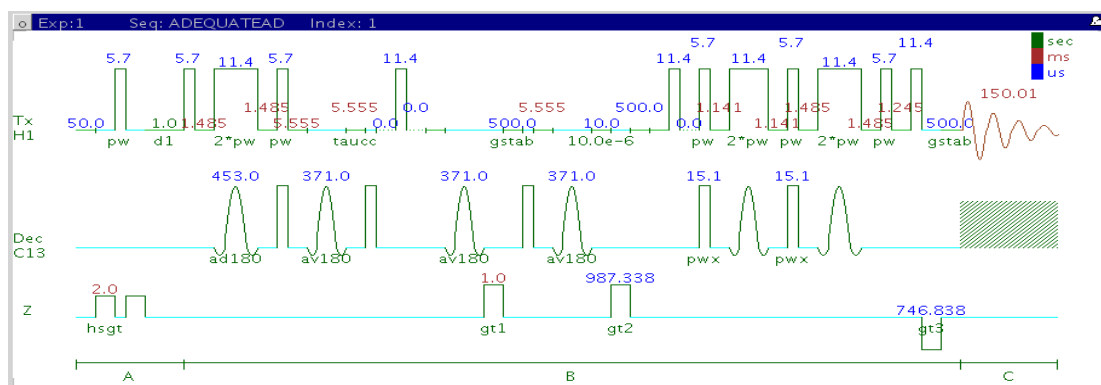 Exp:1 Seq: ADEQUATEAD Index: 1
sec
ms
us
5.7 5.7 11.4 5.7 11.4 11.4 5.7 11.4 5.7 11.4 5.7 11.4
Tx
H1
50.0 1.0 1.485 1.485 5.555 5.555 0.0 0.0 500.0 5.555 10.0 500.0 0.0 1.141 1.141 1.485 1.485 1.245 500.0 150.01
pw d1 2*pw pw taucc gstab 10.0e-6 pw 2*pw pw 2*pw pw gstab
453.0 371.0 371.0 371.0 15.1 15.1
Dec
C13
ad180 av180 av180 av180 pwx pwx
2.0 1.0 987.338 746.838
Z
hsgt gt1 gt2 gt3
A B C